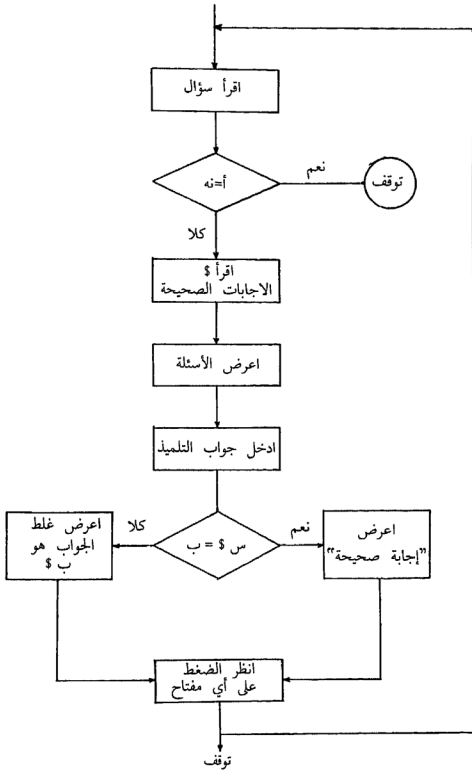 اقرأ سؤال
أ=نه
نعم
توقف
كلا
اقرأ $
الاجابات الصحيحة
اعرض الأسئلة
ادخل جواب التلميذ
س $ = ب
نعم
اعرض
"إجابة صحيحة"
كلا
اعرض غلط
الجواب هو
ب $
انظر الضغط
على أي مفتاح
توقف